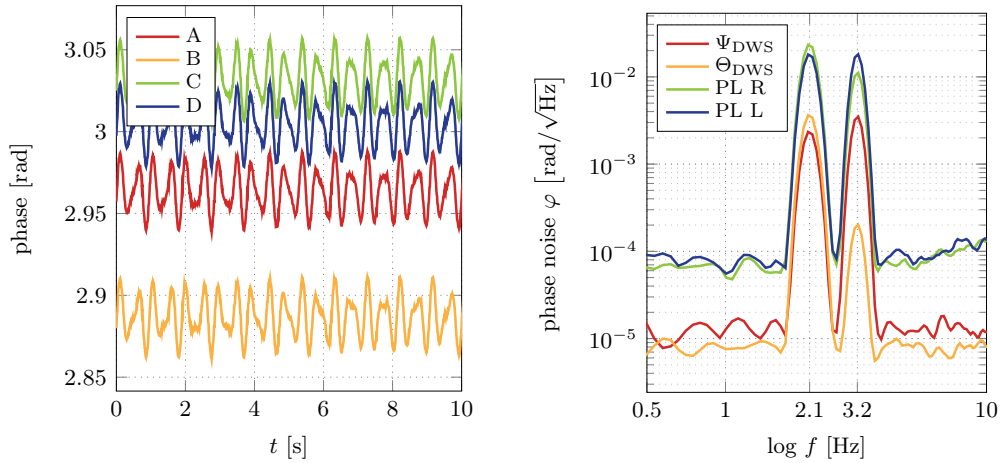 phase [rad]
3.05
3
2.95
2.9
2.85
A
B
C
D
0
2
4
6
8
10
t [s]
phase noise φ [rad/√Hz]
10⁻²
10⁻³
10⁻⁴
10⁻⁵
Ψ_DWS
Θ_DWS
PL R
PL L
0.5
1
2.1
3.2
10
log f [Hz]